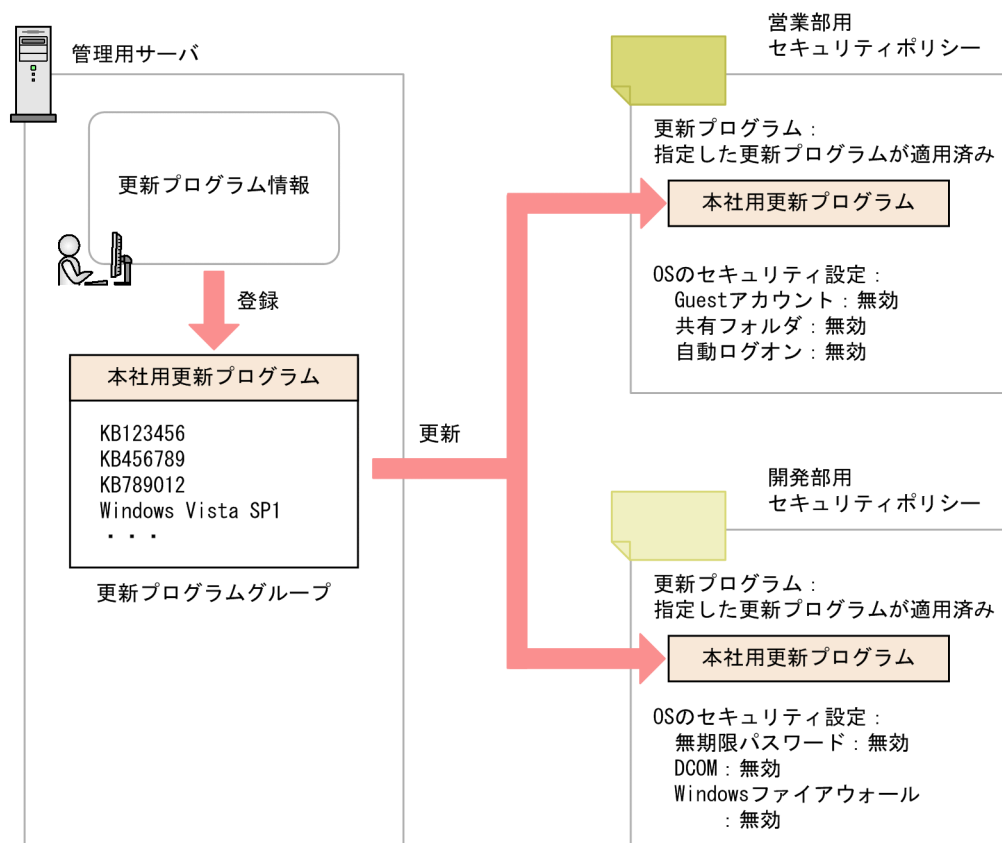 管理用サーバ
更新プログラム情報
登録
本社用更新プログラム
KB123456
KB456789
KB789012
Windows Vista SP1
・・・
更新プログラムグループ
更新
営業部用
セキュリティポリシー
更新プログラム：
指定した更新プログラムが適用済み
本社用更新プログラム
OSのセキュリティ設定：
Guestアカウント：無効
共有フォルダ：無効
自動ログオン：無効
開発部用
セキュリティポリシー
更新プログラム：
指定した更新プログラムが適用済み
本社用更新プログラム
OSのセキュリティ設定：
無期限パスワード：無効
DCOM：無効
Windowsファイアウォール
：無効